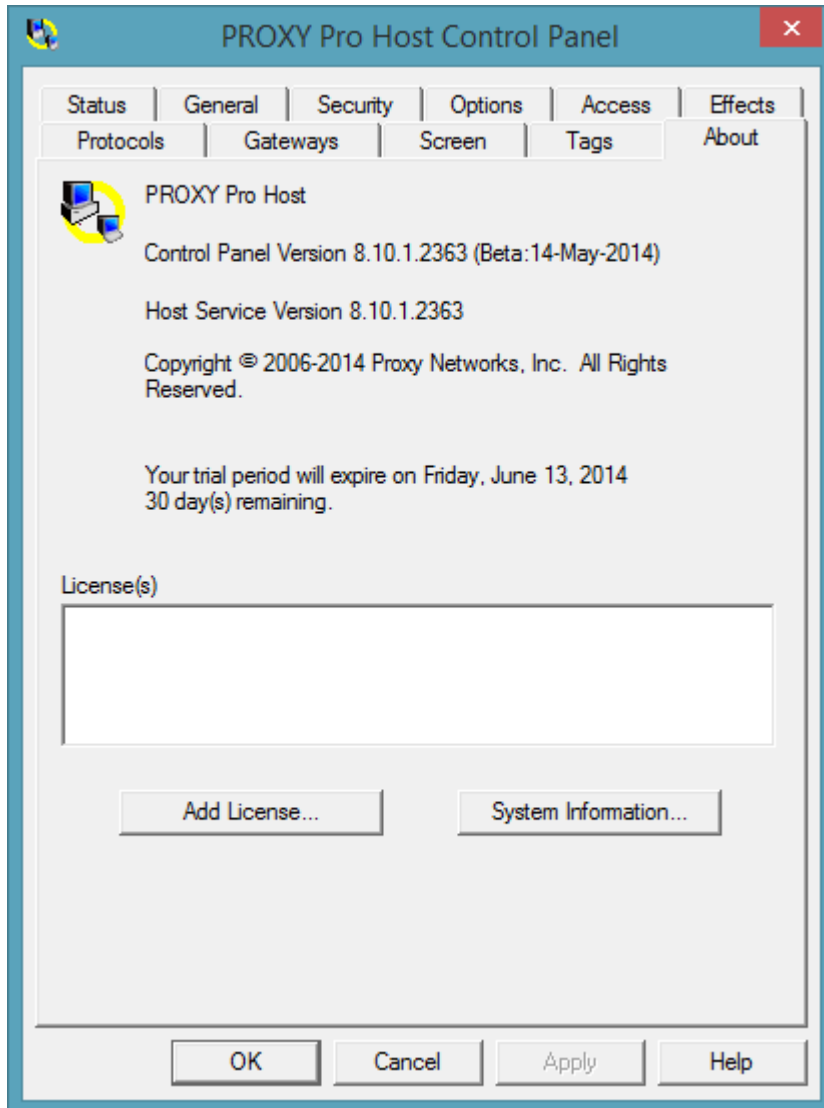 PROXY Pro Host Control Panel
Status General Security Options Access Effects
Protocols Gateways Screen Tags About
PROXY Pro Host
Control Panel Version 8.10.1.2363 (Beta:14-May-2014)
Host Service Version 8.10.1.2363
Copyright © 2006-2014 Proxy Networks, Inc. All Rights
Reserved.
Your trial period will expire on Friday, June 13, 2014
30 day(s) remaining.
License(s)
Add License... System Information...
OK Cancel Apply Help